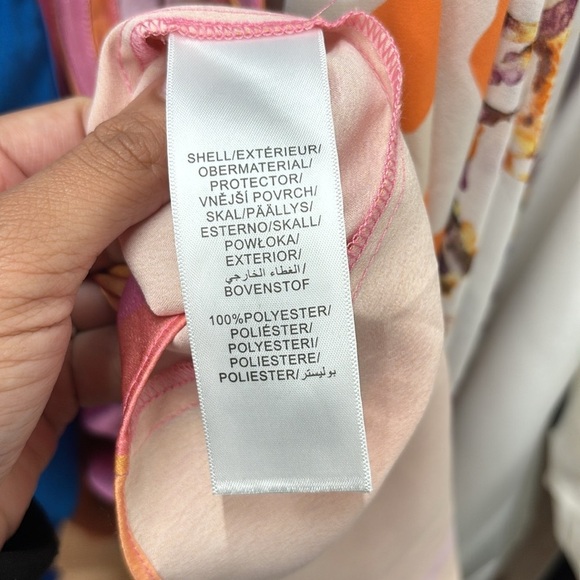 SHELL/EXTÉRIEUR/
OBERMATERIAL/
PROTECTOR/
VNĚJŠÍ POVRCH/
SKAL/PÄÄLLYS/
ESTERNO/SKALL/
POWŁOKA/
EXTERIOR/
الغطاء الخارجي/
BOVENSTOF
100%POLYESTER/
POLIÉSTER/
POLYESTERI/
POLIESTERE/
POLIESTER/بوليستر